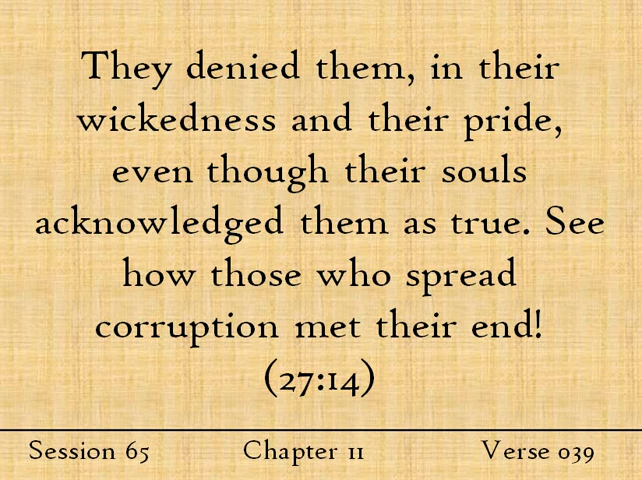 They denied them, in their
wickedness and their pride,
even though their souls
acknowledged them as true. See
how those who spread
corruption met their end!
(27:14)
Session 65 Chapter 11 Verse 039